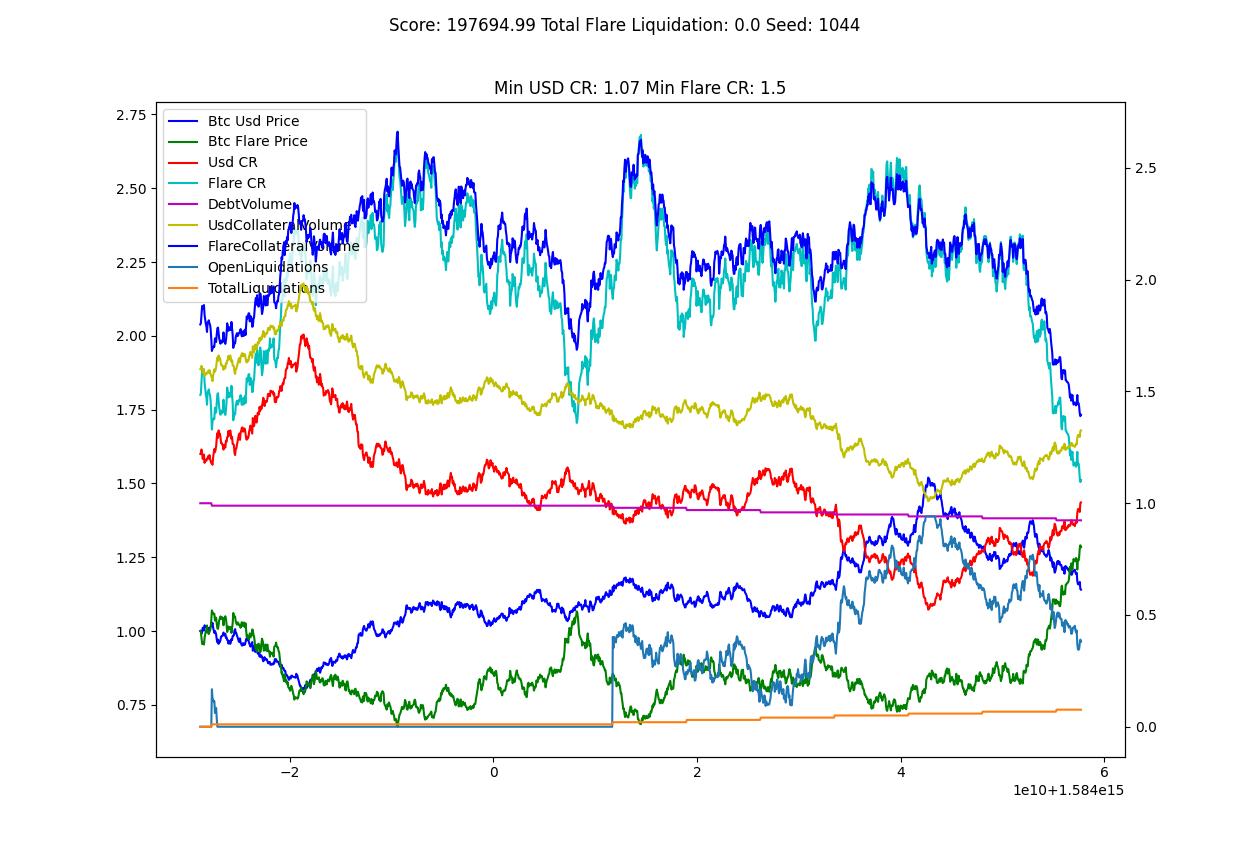 Score: 197694.99 Total Flare Liquidation: 0.0 Seed: 1044
Min USD CR: 1.07 Min Flare CR: 1.5
Btc Usd Price
Btc Flare Price
Usd CR
Flare CR
DebtVolume
UsdCollateralVolume
FlareCollateralVolume
OpenLiquidations
TotalLiquidations
2.75
2.50
2.25
2.00
1.75
1.50
1.25
1.00
0.75
2.5
2.0
1.5
1.0
0.5
0.0
−2 0 2 4 6
1e10+1.584e15